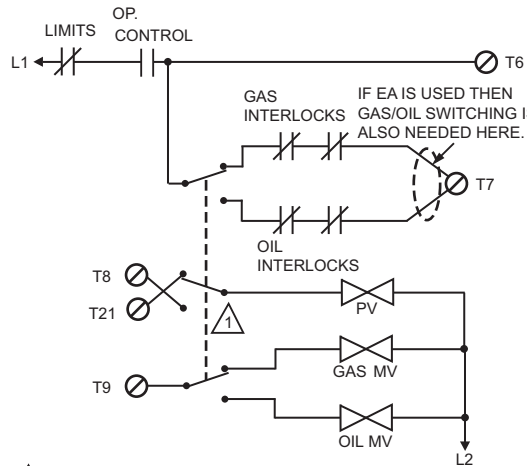 LIMITS
OP.
CONTROL
L1
T6
GAS
INTERLOCKS
IF EA IS USED THEN
GAS/OIL SWITCHING
ALSO NEEDED HERE.
T7
OIL
INTERLOCKS
T8
T21
1
PV
T9
GAS MV
OIL MV
L2